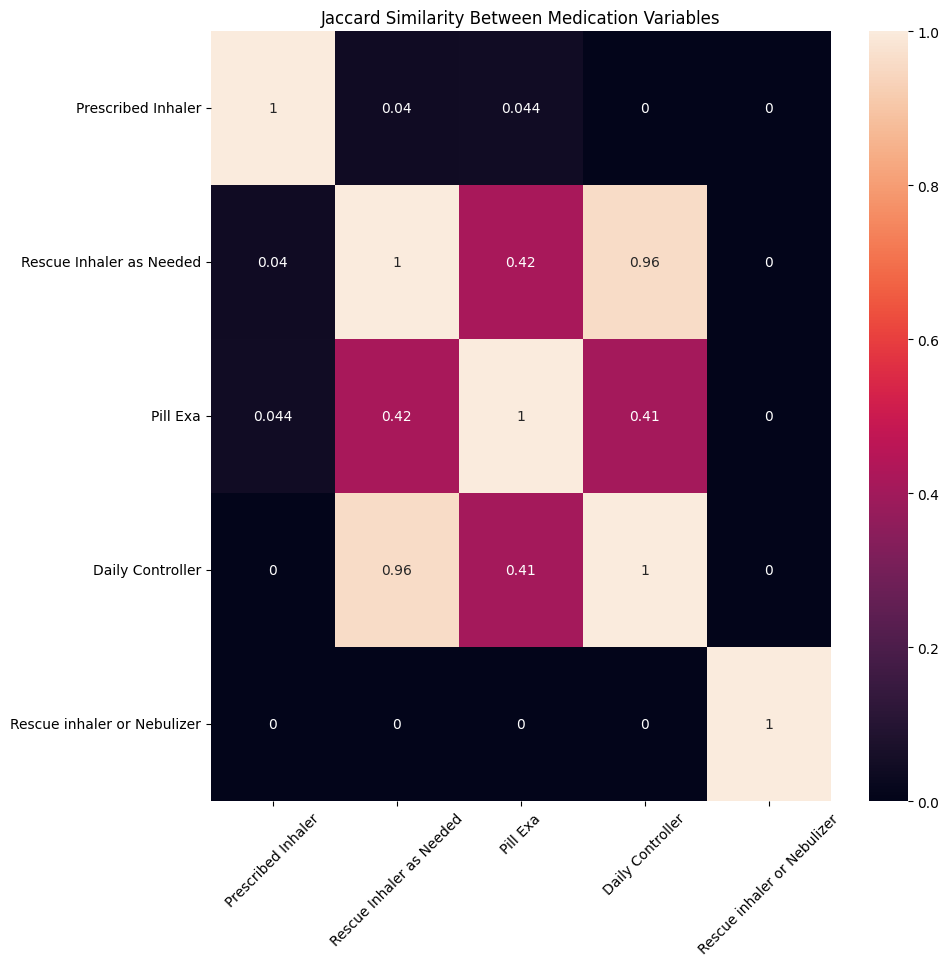 Jaccard Similarity Between Medication Variables
Prescribed Inhaler 1 0.04 0.044 0 0
Rescue Inhaler as Needed 0.04 1 0.42 0.96 0
Pill Exa 0.044 0.42 1 0.41 0
Daily Controller 0 0.96 0.41 1 0
Rescue inhaler or Nebulizer 0 0 0 0 1
Prescribed Inhaler
Rescue Inhaler as Needed
Pill Exa
Daily Controller
Rescue inhaler or Nebulizer
1.0
0.8
0.6
0.4
0.2
0.0